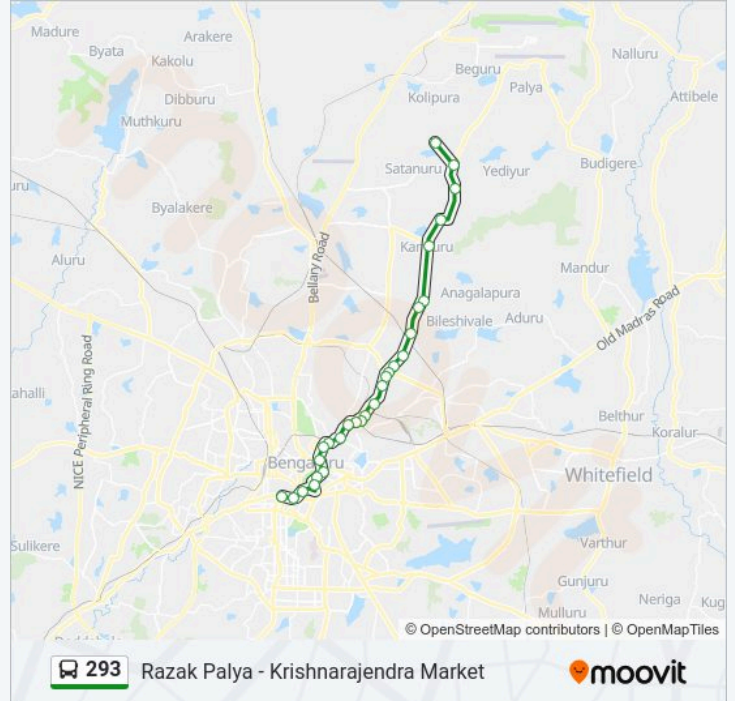 Madure
Arakere
Byata
Kakolu
Beguru
Nalluru
Dibburu
Kolipura
Palya
Attibele
Muthkuru
Satanuru
Yediyur
Budigere
uru
Byalakere
Kannuru
Aluru
Bellary Road
Mandur
Anagalapura
Bileshivale
Aduru
Old Madras Road
NICE Peripheral Ring Road
ahalli
Belthur
Koralur
Bengaluru
Whitefield
Sulikere
Varthur
Gunjuru
Mulluru
Neriga
Kug
© OpenStreetMap contributors | © OpenMapTiles
293 Razak Palya - Krishnarajendra Market
moovit